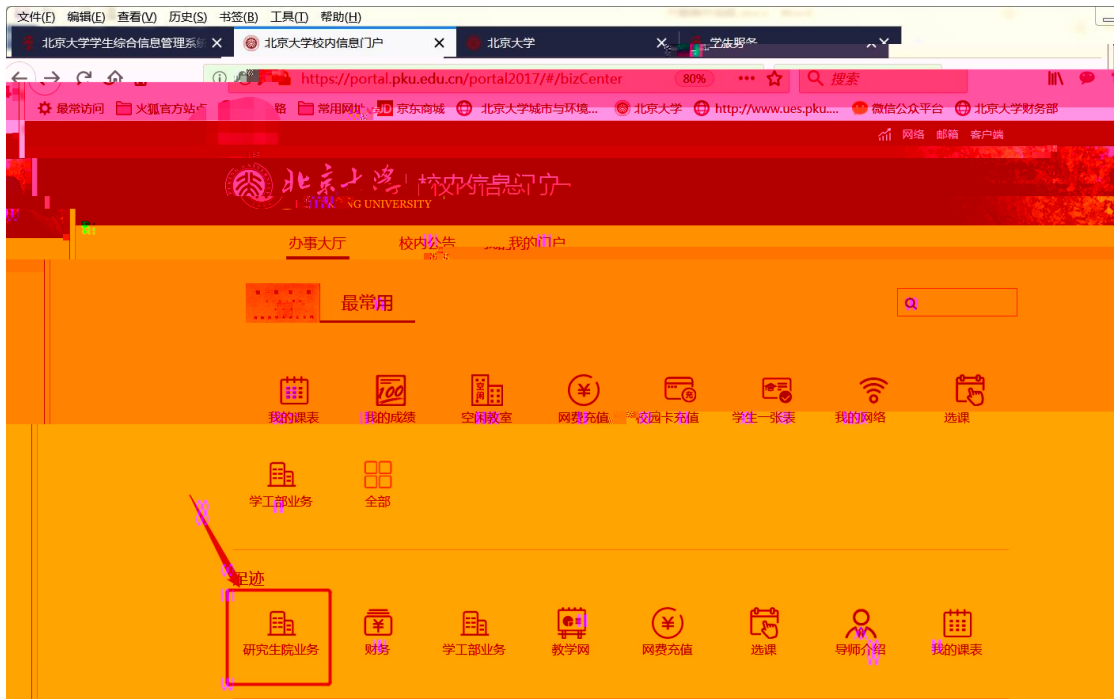 文件(F) 编辑(E) 查看(V) 历史(S) 书签(B) 工具(T) 帮助(H)
北京大学学生综合信息管理系统 北京大学校内信息门户 北京大学
https://portal.pku.edu.cn/portal2017/#/bizCenter 80% 搜索
最常访问 火狐官方站点 常用网址 JD 京东商城 北京大学城市与环境... 北京大学 http://www.ues.pku.... 微信公众平台 北京大学财务部
网络 邮箱 客户端
北京大学 校内信息门户
NG UNIVERSITY
办事大厅 校内公告 我的门户
最常用
我的课表 我的成绩 空闲教室 网费充值 校园卡充值 学生一张表 我的网络 选课
学工部业务 全部
足迹
研究生院业务 财务 学工部业务 教学网 网费充值 选课 导师介绍 我的课表